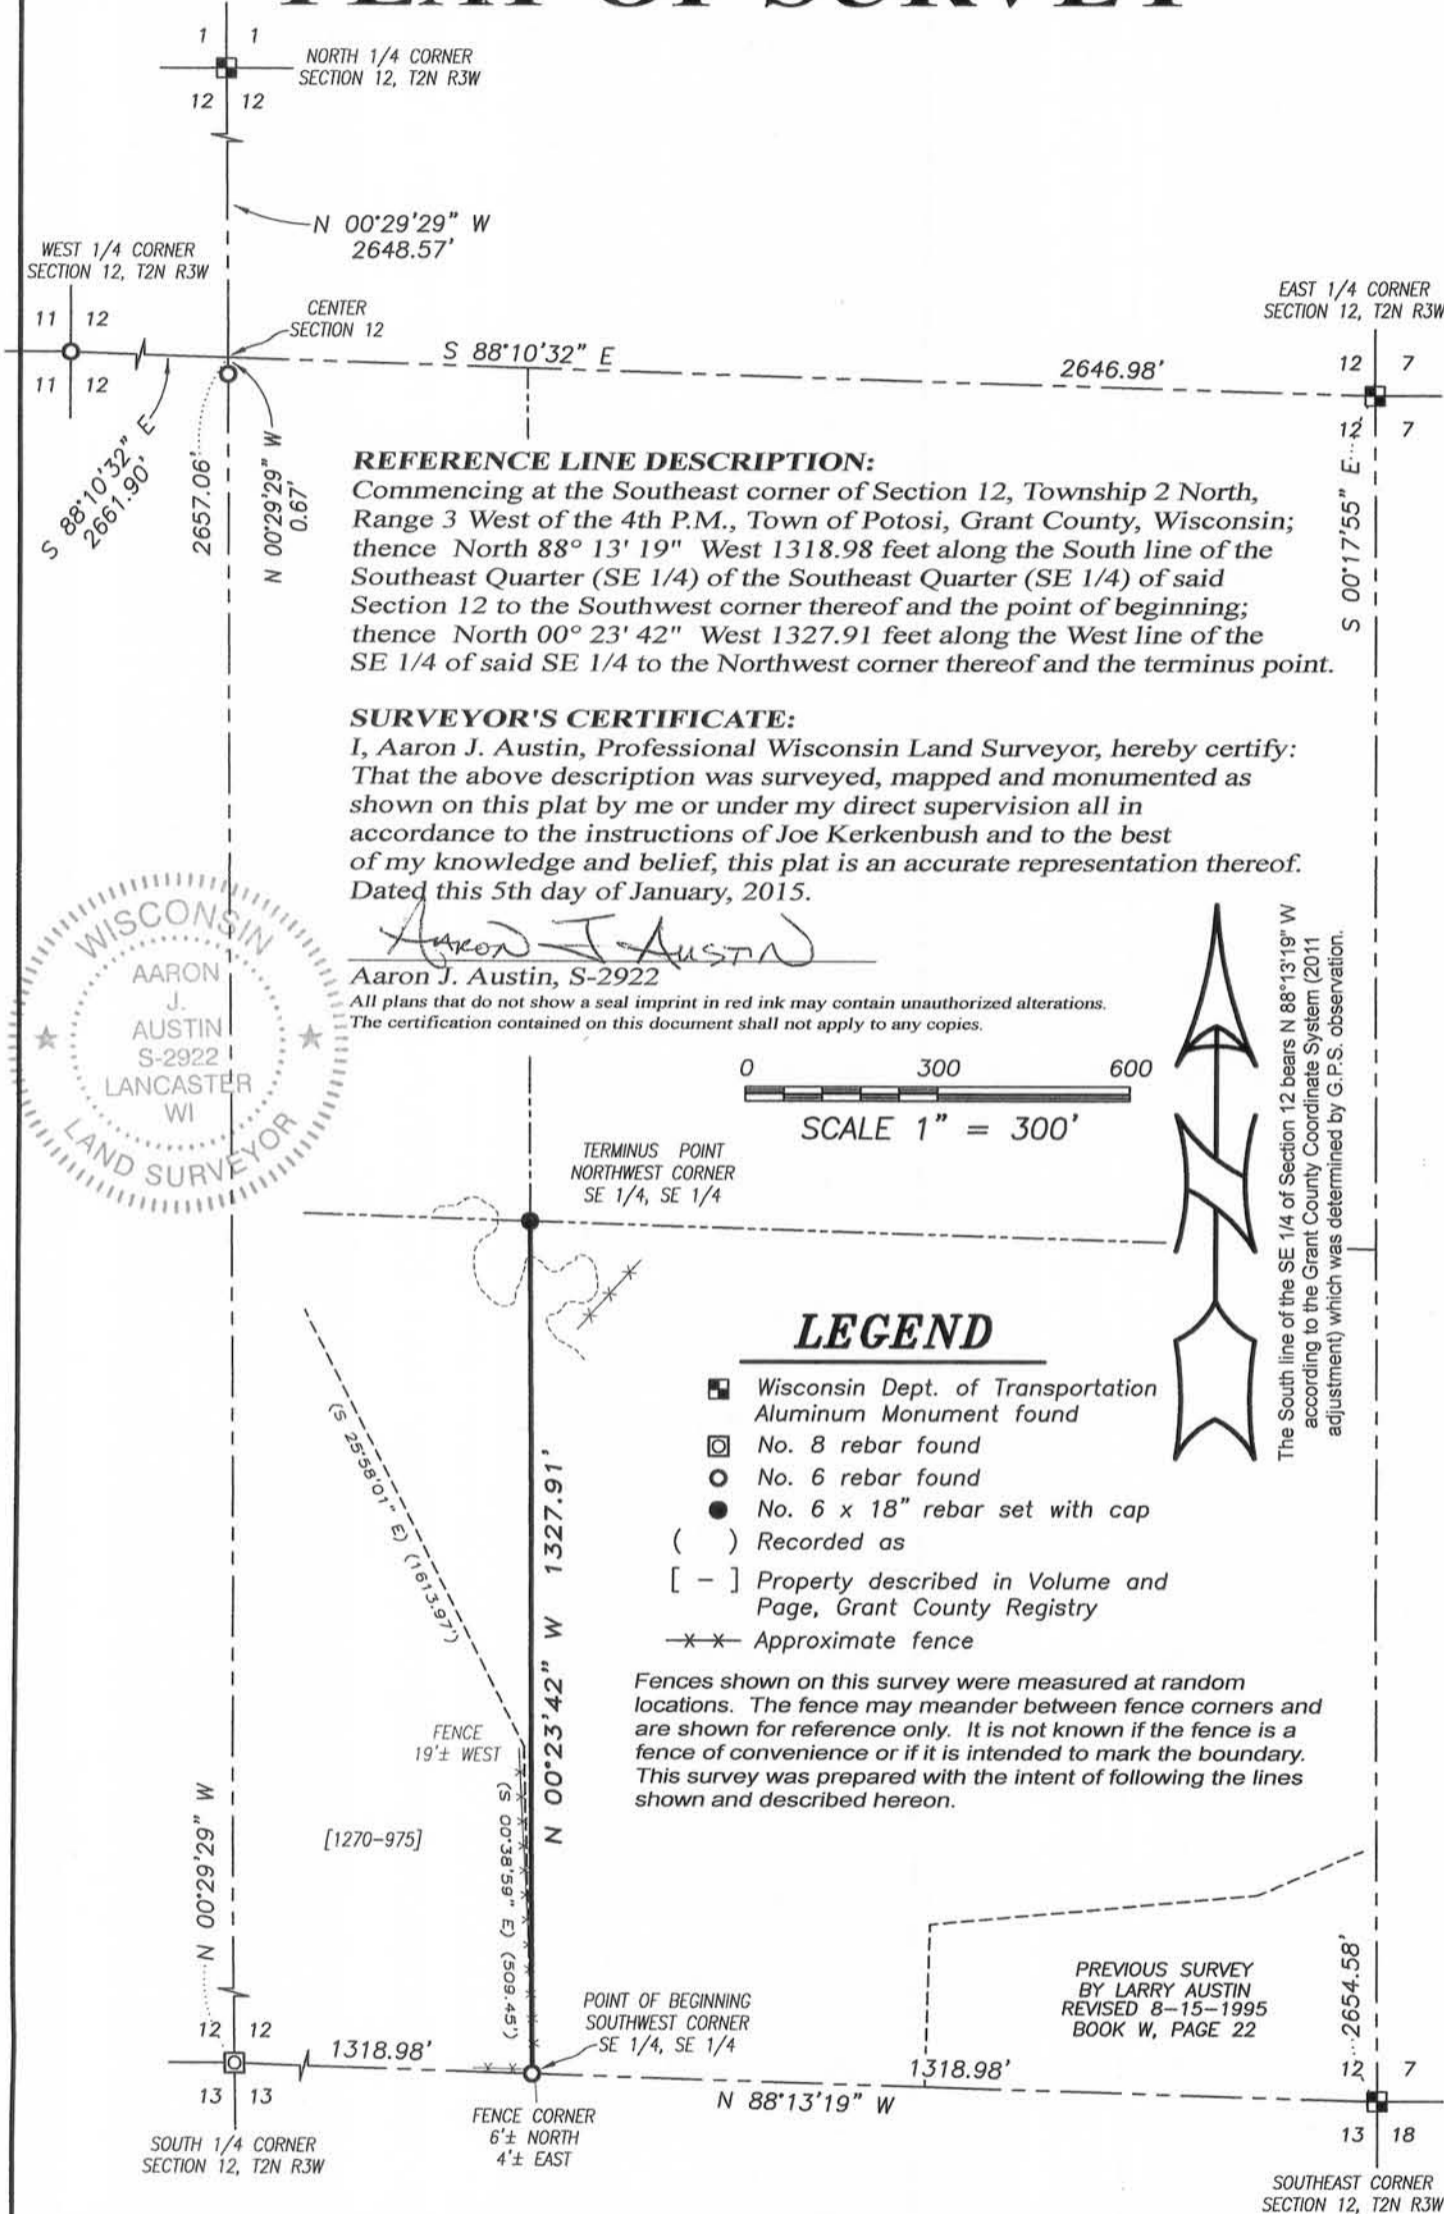 PLAT OF SURVEY
1 1
NORTH 1/4 CORNER
SECTION 12, T2N R3W
12 12
N 00°29'29" W
2648.57'
WEST 1/4 CORNER
SECTION 12, T2N R3W
11 12
11 12
CENTER
SECTION 12
EAST 1/4 CORNER
SECTION 12, T2N R3W
12 7
12 7
S 88°10'32" E
2646.98'
S 88°10'32" E
2661.90'
2657.06'
N 00°29'29" W
0.67'
S 00°17'55" E
REFERENCE LINE DESCRIPTION:
Commencing at the Southeast corner of Section 12, Township 2 North,
Range 3 West of the 4th P.M., Town of Potosi, Grant County, Wisconsin;
thence North 88° 13' 19" West 1318.98 feet along the South line of the
Southeast Quarter (SE 1/4) of the Southeast Quarter (SE 1/4) of said
Section 12 to the Southwest corner thereof and the point of beginning;
thence North 00° 23' 42" West 1327.91 feet along the West line of the
SE 1/4 of said SE 1/4 to the Northwest corner thereof and the terminus point.
SURVEYOR'S CERTIFICATE:
I, Aaron J. Austin, Professional Wisconsin Land Surveyor, hereby certify:
That the above description was surveyed, mapped and monumented as
shown on this plat by me or under my direct supervision all in
accordance to the instructions of Joe Kerkenbush and to the best
of my knowledge and belief, this plat is an accurate representation thereof.
Dated this 5th day of January, 2015.
AARON J AUSTIN
Aaron J. Austin, S-2922
All plans that do not show a seal imprint in red ink may contain unauthorized alterations.
The certification contained on this document shall not apply to any copies.
WISCONSIN
AARON
J.
AUSTIN
S-2922
LANCASTER
WI
LAND SURVEYOR
0 300 600
SCALE 1" = 300'
The South line of the SE 1/4 of Section 12 bears N 88°13'19" W
according to the Grant County Coordinate System (2011
adjustment) which was determined by G.P.S. observation.
TERMINUS POINT
NORTHWEST CORNER
SE 1/4, SE 1/4
N
LEGEND
Wisconsin Dept. of Transportation
Aluminum Monument found
No. 8 rebar found
No. 6 rebar found
No. 6 x 18" rebar set with cap
( ) Recorded as
[ - ] Property described in Volume and
Page, Grant County Registry
Approximate fence
Fences shown on this survey were measured at random
locations. The fence may meander between fence corners and
are shown for reference only. It is not known if the fence is a
fence of convenience or if it is intended to mark the boundary.
This survey was prepared with the intent of following the lines
shown and described hereon.
(S 25°58'01" E) (1613.97')
N 00°23'42" W 1327.91'
FENCE
19'± WEST
(S 00°38'59" E) (509.45')
[1270-975]
N 00°29'29" W
PREVIOUS SURVEY
BY LARRY AUSTIN
REVISED 8-15-1995
BOOK W, PAGE 22
2654.58'
POINT OF BEGINNING
SOUTHWEST CORNER
SE 1/4, SE 1/4
12 12
13 13
1318.98'
1318.98'
N 88°13'19" W
12 7
13 18
SOUTH 1/4 CORNER
SECTION 12, T2N R3W
FENCE CORNER
6'± NORTH
4'± EAST
SOUTHEAST CORNER
SECTION 12, T2N R3W